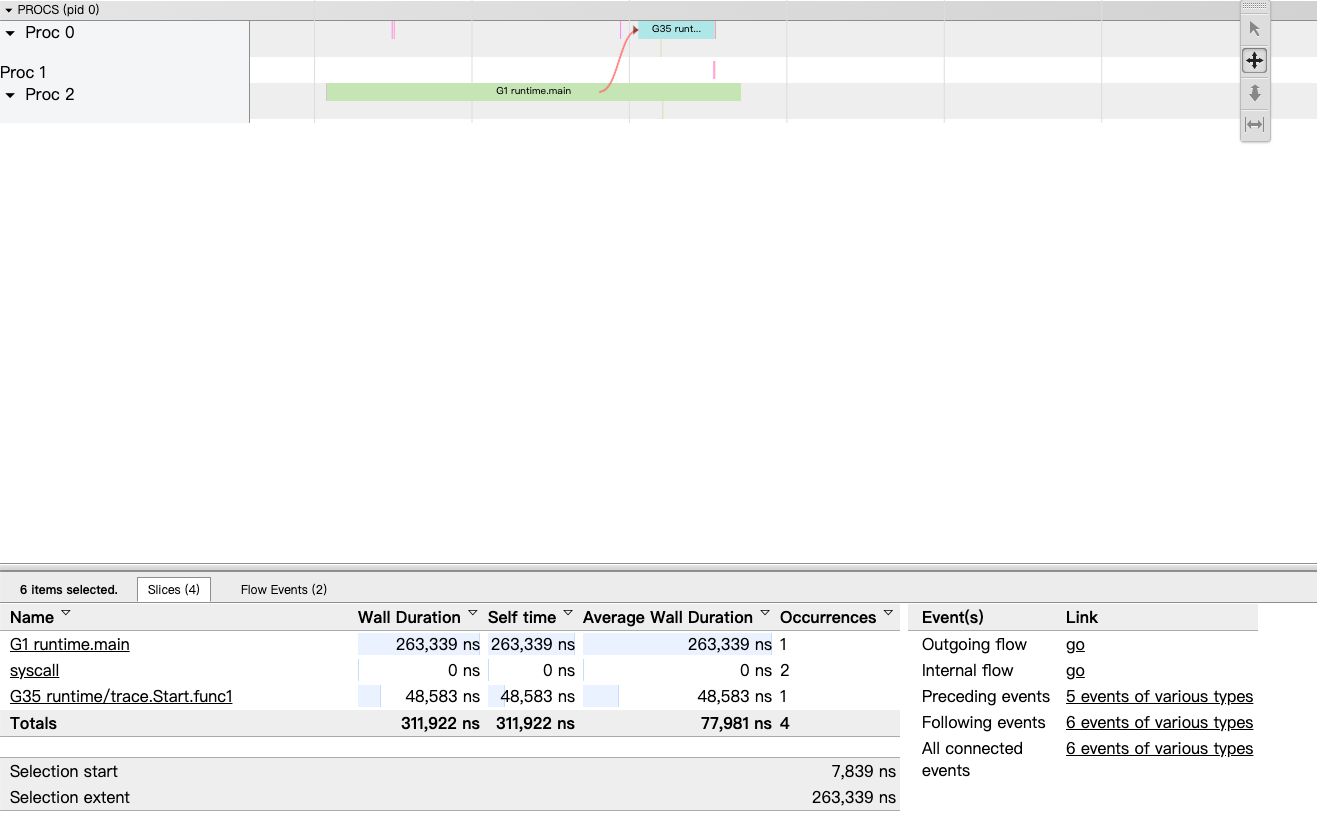 PROCS (pid 0)
Proc 0
G35 runt...
Proc 1
Proc 2
G1 runtime.main
6 items selected.
Slices (4)
Flow Events (2)
Name Wall Duration Self time Average Wall Duration Occurrences
G1 runtime.main 263,339 ns 263,339 ns 263,339 ns 1
syscall 0 ns 0 ns 0 ns 2
G35 runtime/trace.Start.func1 48,583 ns 48,583 ns 48,583 ns 1
Totals 311,922 ns 311,922 ns 77,981 ns 4
Selection start 7,839 ns
Selection extent 263,339 ns
Event(s) Link
Outgoing flow go
Internal flow go
Preceding events 5 events of various types
Following events 6 events of various types
All connected 6 events of various types
events